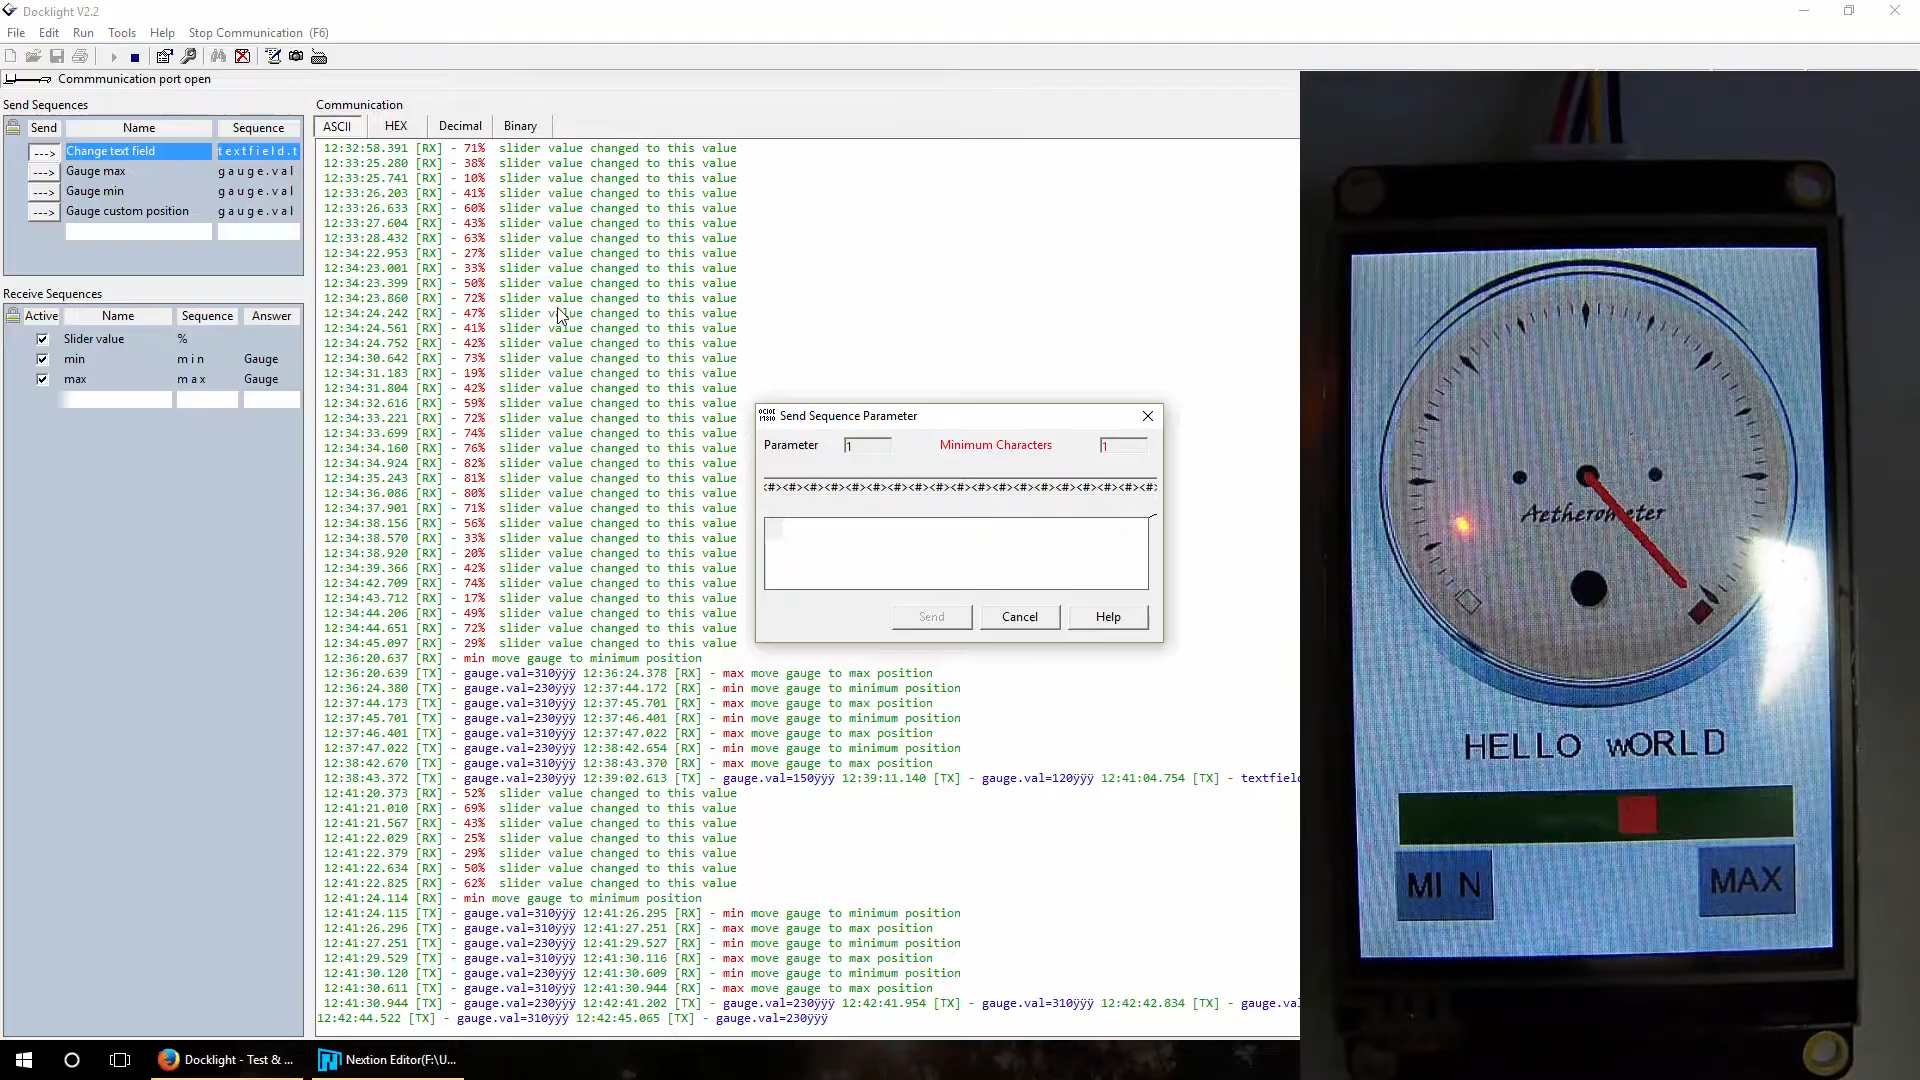 Docklight V2.2
File Edit Run Tools Help Stop Communication (F6)
Commmunication port open
Send Sequences
Send Name Sequence
---> Change text field textfield.t
---> Gauge max gauge.val
---> Gauge min gauge.val
---> Gauge custom position gauge.val
Receive Sequences
Active Name Sequence Answer
Slider value %
min min Gauge
max max Gauge
Communication
ASCII HEX Decimal Binary
12:32:58.391 [RX] - 71% slider value changed to this value
12:33:25.280 [RX] - 38% slider value changed to this value
12:33:25.741 [RX] - 10% slider value changed to this value
12:33:26.203 [RX] - 41% slider value changed to this value
12:33:26.633 [RX] - 60% slider value changed to this value
12:33:27.604 [RX] - 43% slider value changed to this value
12:33:28.432 [RX] - 63% slider value changed to this value
12:34:22.953 [RX] - 27% slider value changed to this value
12:34:23.001 [RX] - 33% slider value changed to this value
12:34:23.399 [RX] - 50% slider value changed to this value
12:34:23.860 [RX] - 72% slider value changed to this value
12:34:24.242 [RX] - 47% slider value changed to this value
12:34:24.561 [RX] - 41% slider value changed to this value
12:34:24.752 [RX] - 42% slider value changed to this value
12:34:30.642 [RX] - 73% slider value changed to this value
12:34:31.183 [RX] - 19% slider value changed to this value
12:34:31.804 [RX] - 42% slider value changed to this value
12:34:32.616 [RX] - 59% slider value changed to this value
12:34:33.221 [RX] - 72% slider value changed to this value
12:34:33.699 [RX] - 74% slider value changed to this value
12:34:34.160 [RX] - 76% slider value changed to this value
12:34:34.924 [RX] - 82% slider value changed to this value
12:34:35.243 [RX] - 81% slider value changed to this value
12:34:36.086 [RX] - 80% slider value changed to this value
12:34:37.901 [RX] - 71% slider value changed to this value
12:34:38.156 [RX] - 56% slider value changed to this value
12:34:38.570 [RX] - 33% slider value changed to this value
12:34:38.920 [RX] - 20% slider value changed to this value
12:34:39.366 [RX] - 42% slider value changed to this value
12:34:42.709 [RX] - 74% slider value changed to this value
12:34:43.712 [RX] - 17% slider value changed to this value
12:34:44.206 [RX] - 49% slider value changed to this value
12:34:44.651 [RX] - 72% slider value changed to this value
12:34:45.097 [RX] - 29% slider value changed to this value
12:36:20.637 [RX] - min move gauge to minimum position
12:36:20.639 [TX] - gauge.val=310ÿÿÿ 12:36:24.378 [RX] - max move gauge to max position
12:36:24.380 [TX] - gauge.val=230ÿÿÿ 12:37:44.172 [RX] - min move gauge to minimum position
12:37:44.173 [TX] - gauge.val=310ÿÿÿ 12:37:45.701 [RX] - max move gauge to max position
12:37:45.701 [TX] - gauge.val=230ÿÿÿ 12:37:46.401 [RX] - min move gauge to minimum position
12:37:46.401 [TX] - gauge.val=310ÿÿÿ 12:37:47.022 [RX] - max move gauge to max position
12:37:47.022 [TX] - gauge.val=230ÿÿÿ 12:38:42.654 [RX] - min move gauge to minimum position
12:38:42.670 [TX] - gauge.val=310ÿÿÿ 12:38:43.370 [RX] - max move gauge to max position
12:38:43.372 [TX] - gauge.val=230ÿÿÿ 12:39:02.613 [TX] - gauge.val=150ÿÿÿ 12:39:11.140 [TX] - gauge.val=120ÿÿÿ 12:41:04.754 [TX] - textfield
12:41:20.373 [RX] - 52% slider value changed to this value
12:41:21.010 [RX] - 69% slider value changed to this value
12:41:21.567 [RX] - 43% slider value changed to this value
12:41:22.029 [RX] - 25% slider value changed to this value
12:41:22.379 [RX] - 29% slider value changed to this value
12:41:22.634 [RX] - 50% slider value changed to this value
12:41:22.825 [RX] - 62% slider value changed to this value
12:41:24.114 [RX] - min move gauge to minimum position
12:41:24.115 [TX] - gauge.val=310ÿÿÿ 12:41:26.295 [RX] - min move gauge to minimum position
12:41:26.296 [TX] - gauge.val=310ÿÿÿ 12:41:27.251 [RX] - max move gauge to max position
12:41:27.251 [TX] - gauge.val=230ÿÿÿ 12:41:29.527 [RX] - min move gauge to minimum position
12:41:29.529 [TX] - gauge.val=310ÿÿÿ 12:41:30.116 [RX] - max move gauge to max position
12:41:30.120 [TX] - gauge.val=230ÿÿÿ 12:41:30.609 [RX] - min move gauge to minimum position
12:41:30.611 [TX] - gauge.val=310ÿÿÿ 12:41:30.944 [RX] - max move gauge to max position
12:41:30.944 [TX] - gauge.val=230ÿÿÿ 12:42:41.202 [TX] - gauge.val=230ÿÿÿ 12:42:41.954 [TX] - gauge.val=310ÿÿÿ 12:42:42.834 [TX] - gauge.va
12:42:44.522 [TX] - gauge.val=310ÿÿÿ 12:42:45.065 [TX] - gauge.val=230ÿÿÿ
Send Sequence Parameter
Parameter 1 Minimum Characters 1
<#><#><#><#><#><#><#><#><#><#><#><#><#><#><#><#><#><#><#>
Send Cancel Help
Aetherometer
HELLO wORLD
MIN MAX
Docklight - Test & ...
Nextion Editor(F:\U...